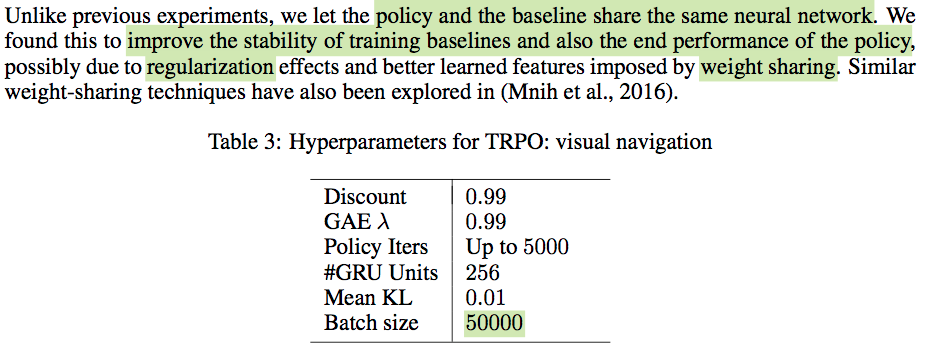 Unlike previous experiments, we let the policy and the baseline share the same neural network. We
found this to improve the stability of training baselines and also the end performance of the policy,
possibly due to regularization effects and better learned features imposed by weight sharing. Similar
weight-sharing techniques have also been explored in (Mnih et al., 2016).
Table 3: Hyperparameters for TRPO: visual navigation
Discount 0.99
GAE λ 0.99
Policy Iters Up to 5000
#GRU Units 256
Mean KL 0.01
Batch size 50000